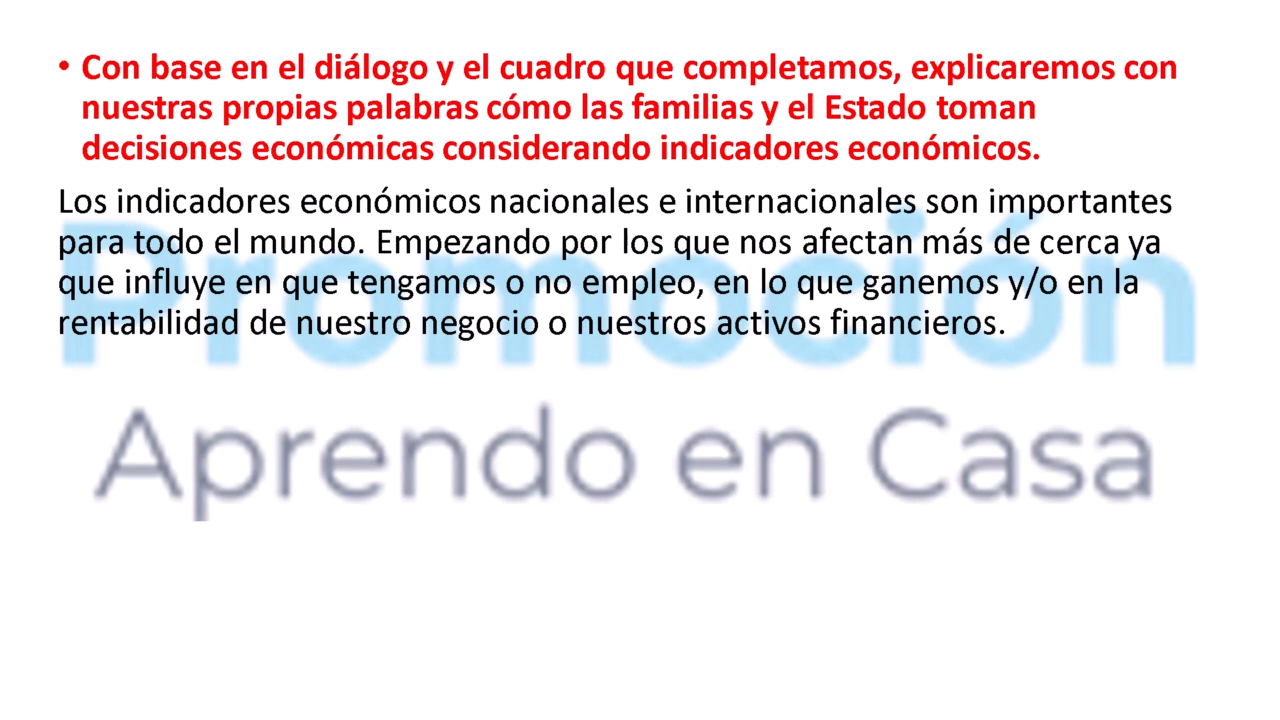 • Con base en el diálogo y el cuadro que completamos, explicaremos con
nuestras propias palabras cómo las familias y el Estado toman
decisiones económicas considerando indicadores económicos.
Los indicadores económicos nacionales e internacionales son importantes
para todo el mundo. Empezando por los que nos afectan más de cerca ya
que influye en que tengamos o no empleo, en lo que ganemos y/o en la
rentabilidad de nuestro negocio o nuestros activos financieros.
Promoción
Aprendo en Casa